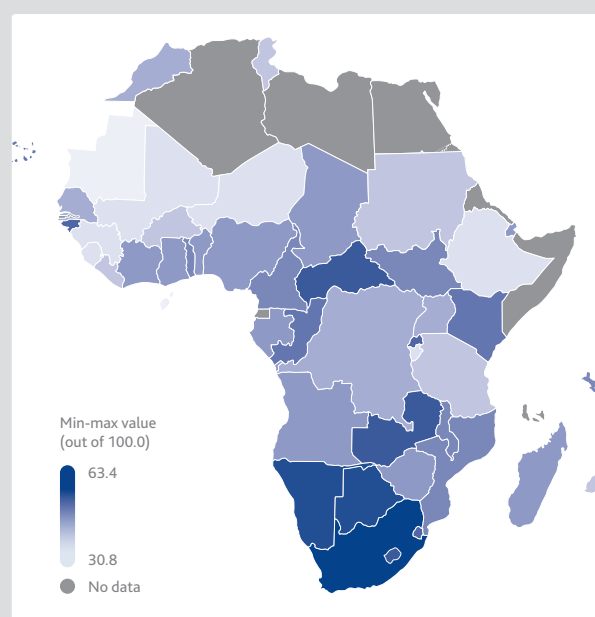 Min-max value
(out of 100.0)
63.4
30.8
No data